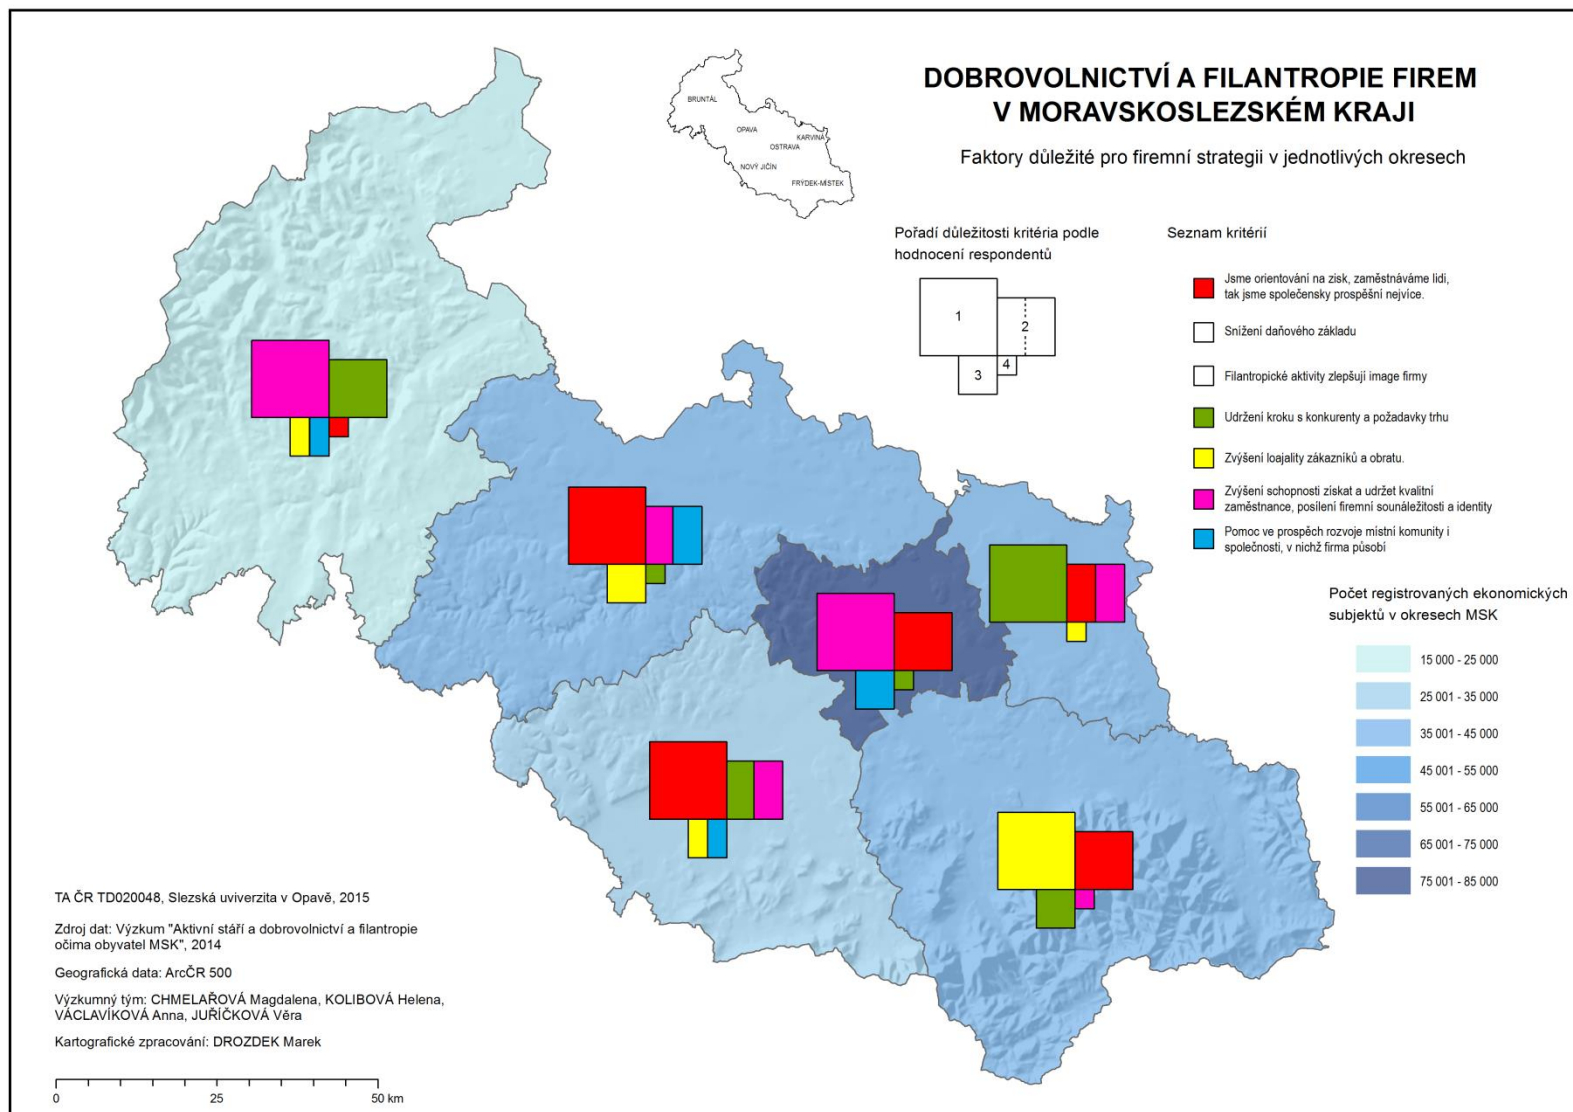 DOBROVOLNICTVÍ A FILANTROPIE FIREM
V MORAVSKOSLEZSKÉM KRAJI
Faktory důležité pro firemní strategii v jednotlivých okresech
BRUNTÁL
OPAVA
KARVINÁ
OSTRAVA
NOVÝ JIČÍN
FRÝDEK-MÍSTEK
Pořadí důležitosti kritéria podle
hodnocení respondentů
1
2
3
4
Seznam kritérií
Jsme orientování na zisk, zaměstnáváme lidi,
tak jsme společensky prospěšní nejvíce.
Snížení daňového základu
Filantropické aktivity zlepšují image firmy
Udržení kroku s konkurenty a požadavky trhu
Zvýšení loajality zákazníků a obratu.
Zvýšení schopnosti získat a udržet kvalitní
zaměstnance, posílení firemní sounáležitosti a identity
Pomoc ve prospěch rozvoje místní komunity i
společnosti, v nichž firma působí
Počet registrovaných ekonomických
subjektů v okresech MSK
15 000 - 25 000
25 001 - 35 000
35 001 - 45 000
45 001 - 55 000
55 001 - 65 000
65 001 - 75 000
75 001 - 85 000
TA ČR TD020048, Slezská uviverzita v Opavě, 2015
Zdroj dat: Výzkum "Aktivní stáří a dobrovolnictví a filantropie
očima obyvatel MSK", 2014
Geografická data: ArcČR 500
Výzkumný tým: CHMELAŘOVÁ Magdalena, KOLIBOVÁ Helena,
VÁCLAVÍKOVÁ Anna, JUŘÍČKOVÁ Věra
Kartografické zpracování: DROZDEK Marek
0 25 50 km